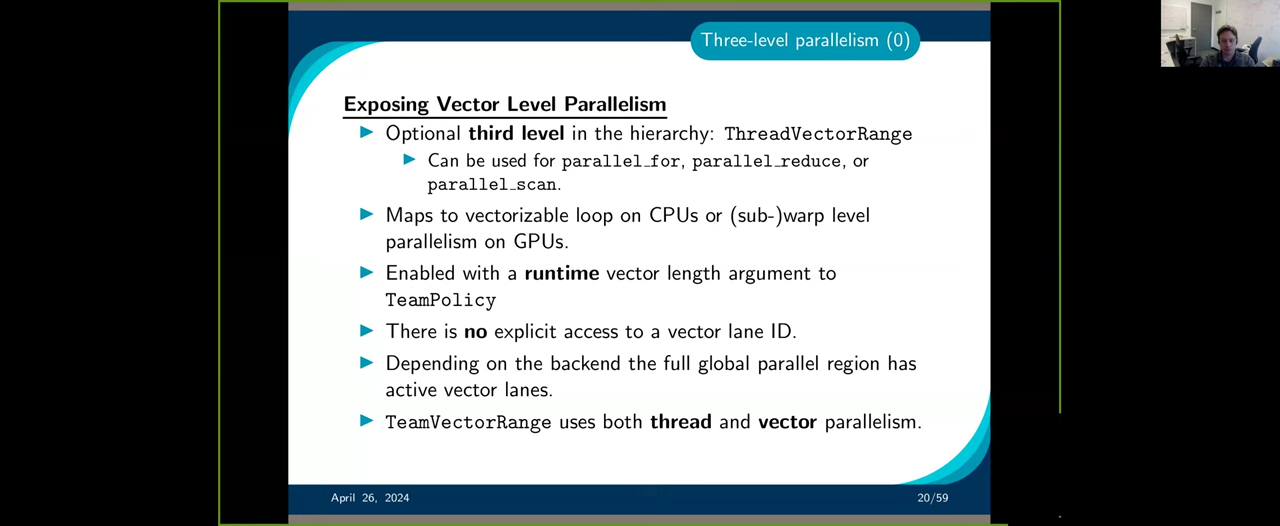 Three-level parallelism (0)
Exposing Vector Level Parallelism
Optional third level in the hierarchy: ThreadVectorRange
Can be used for parallel_for, parallel_reduce, or
parallel_scan.
Maps to vectorizable loop on CPUs or (sub-)warp level
parallelism on GPUs.
Enabled with a runtime vector length argument to
TeamPolicy
There is no explicit access to a vector lane ID.
Depending on the backend the full global parallel region has
active vector lanes.
TeamVectorRange uses both thread and vector parallelism.
April 26, 2024
20/59